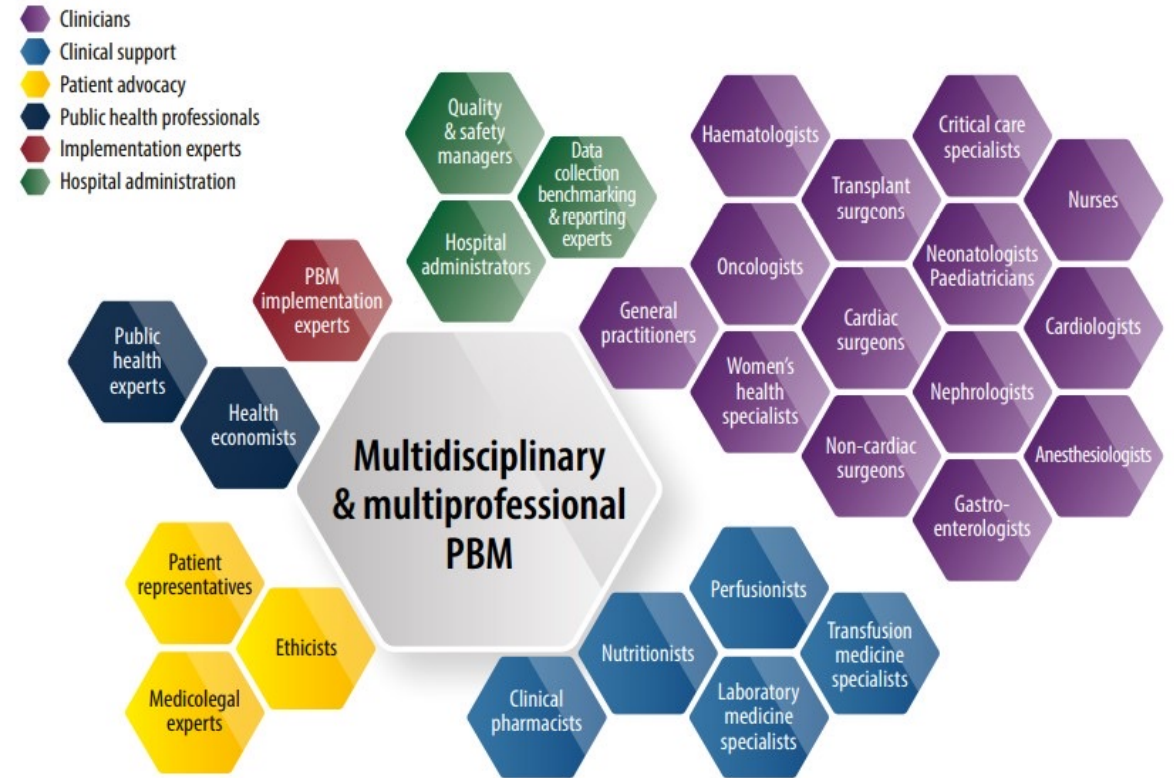 Clinicians
Clinical support
Patient advocacy
Public health professionals
Implementation experts
Hospital administration
Quality
& safety
managers
Data
collection
benchmarking
& reporting
experts
Hospital
administrators
PBM
implementation
experts
Public
health
experts
Health
economists
Haematologists
Critical care
specialists
Transplant
surgeons
Nurses
Oncologists
Neonatologists
Paediatricians
General
practitioners
Cardiac
surgeons
Cardiologists
Women's
health
specialists
Nephrologists
Non-cardiac
surgeons
Anesthesiologists
Gastro-
enterologists
Multidisciplinary
& multiprofessional
PBM
Patient
representatives
Ethicists
Medicolegal
experts
Perfusionists
Nutritionists
Transfusion
medicine
specialists
Clinical
pharmacists
Laboratory
medicine
specialists